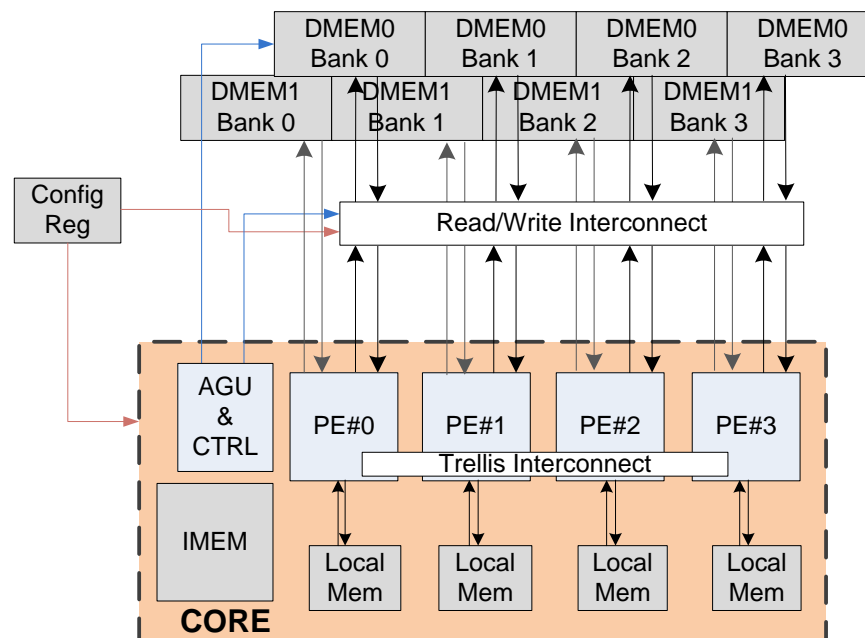 DMEM0 DMEM0 DMEM0 DMEM0
Bank 0 Bank 1 Bank 2 Bank 3
DMEM1 DMEM1 DMEM1 DMEM1
Bank 0 Bank 1 Bank 2 Bank 3
Config
Reg
Read/Write Interconnect
AGU
&
CTRL
PE#0 PE#1 PE#2 PE#3
Trellis Interconnect
IMEM
Local Local Local Local
Mem Mem Mem Mem
CORE